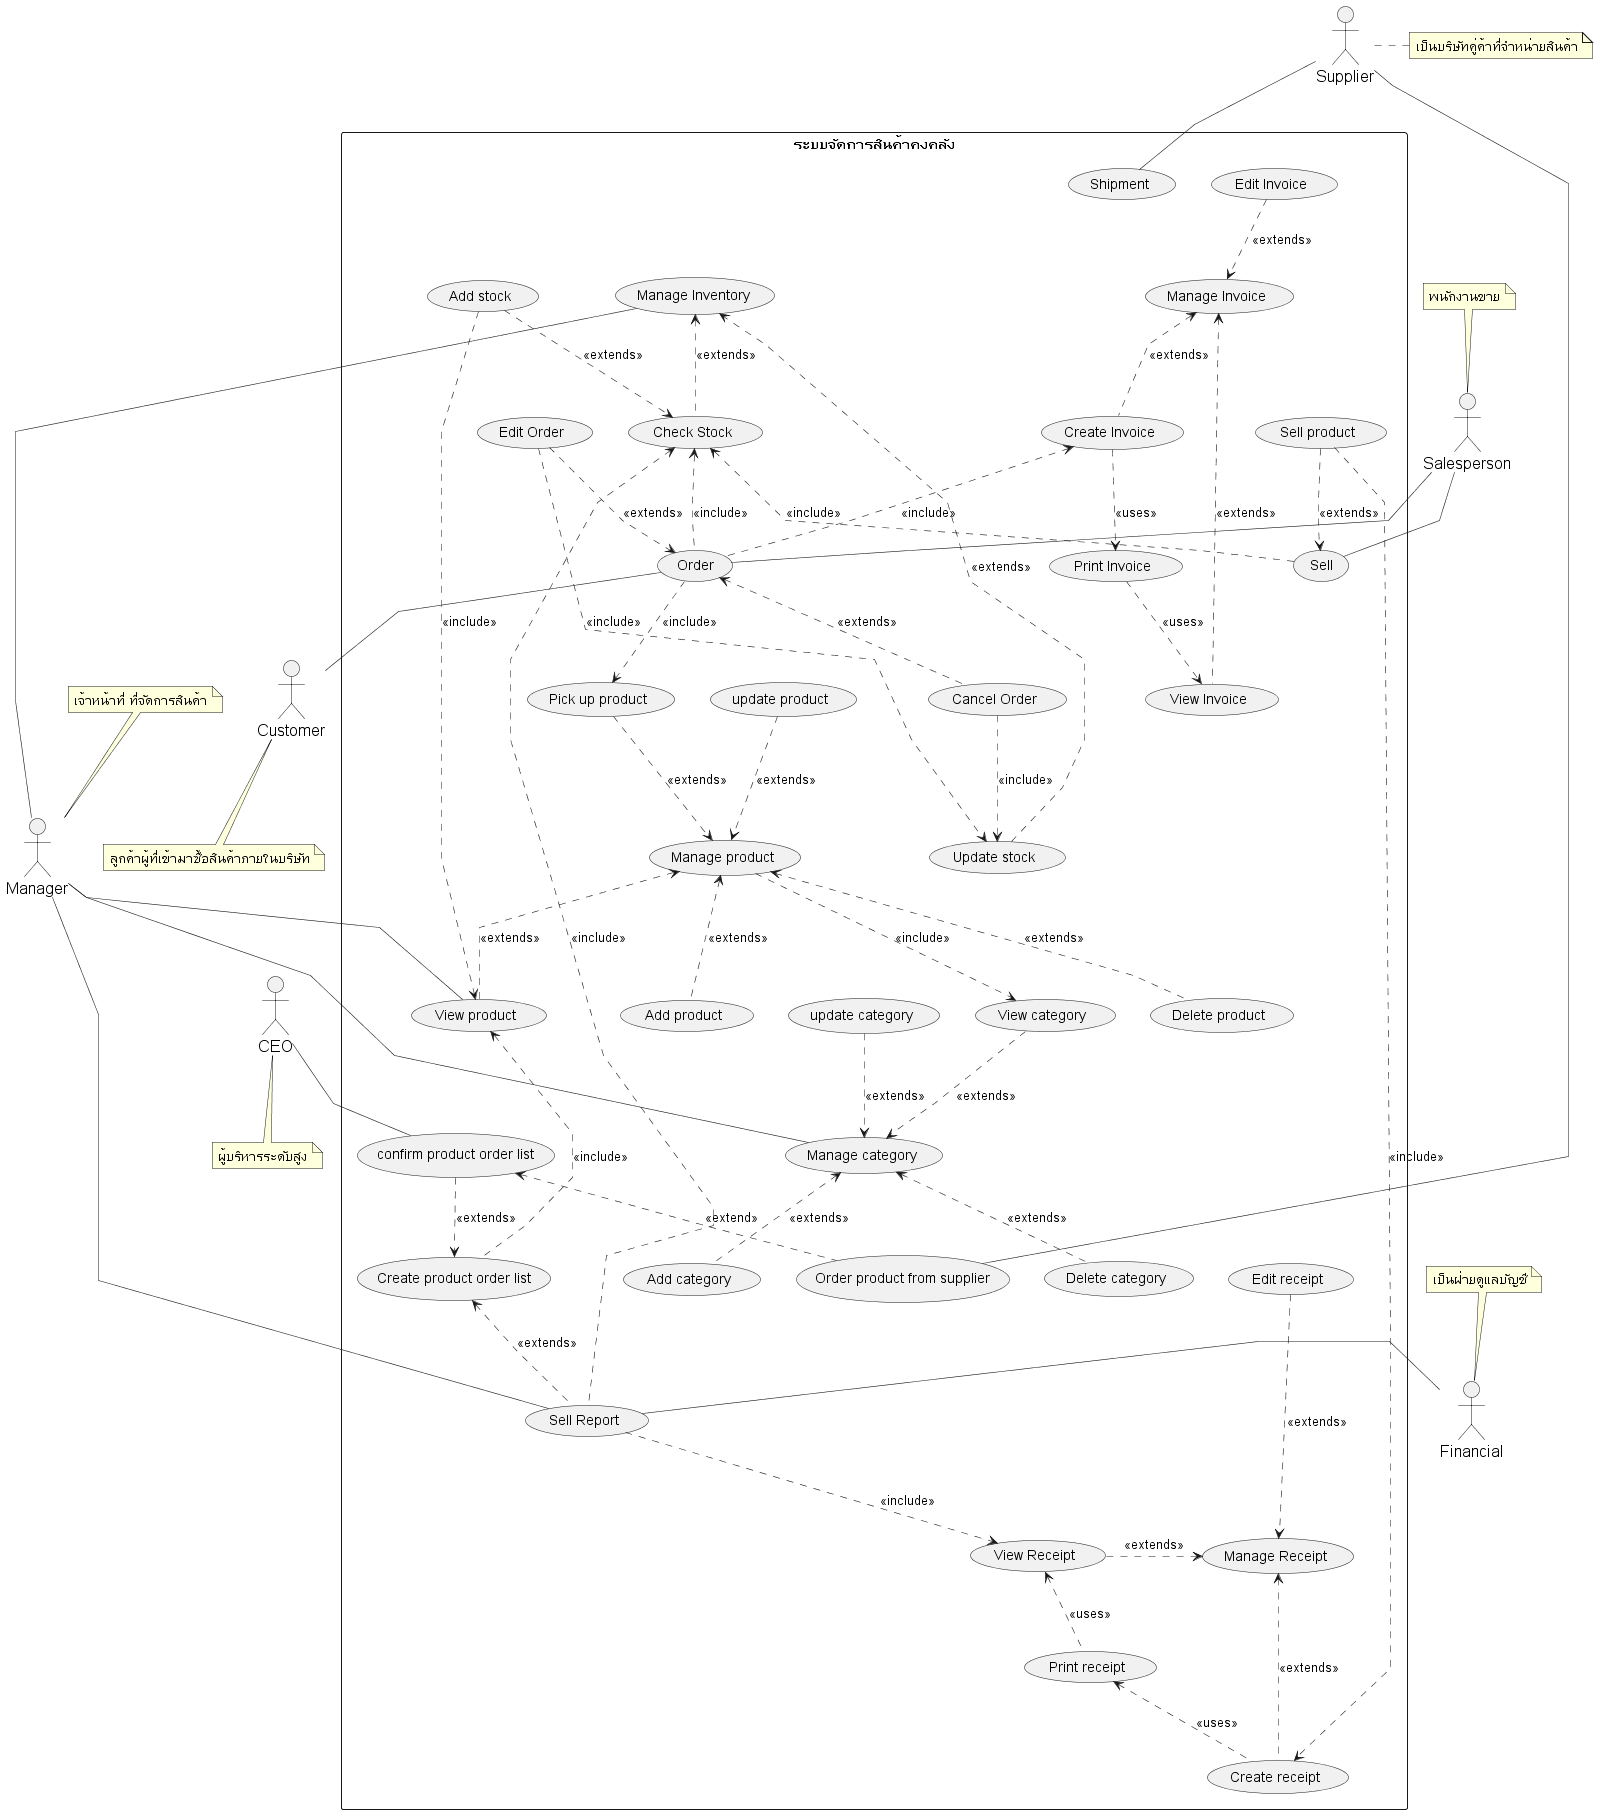 Supplier
เป็นบริษัทคู่ค้าที่จำหน่ายสินค้า
ระบบจัดการสินค้าคงคลัง
Shipment
Edit Invoice
«extends»
Add stock
Manage Inventory
Manage Invoice
พนักงานขาย
«extends»
«extends»
«extends»
Edit Order
Check Stock
Create Invoice
Sell product
Salesperson
«extends»
«include»
«include»
«include»
«uses»
«extends»
«extends»
Order
«extends»
Print Invoice
Sell
«include»
«include»
«include»
«extends»
«uses»
Customer
Pick up product
update product
Cancel Order
View Invoice
เจ้าหน้าที่ ที่จัดการสินค้า
«extends»
«extends»
«include»
ลูกค้าผู้ที่เข้ามาซื้อสินค้าภายในบริษัท
Manage product
Update stock
Manager
«extends»
«include»
«extends»
«include»
«extends»
View product
Add product
update category
View category
Delete product
CEO
«extends»
«extends»
ผู้บริหารระดับสูง
confirm product order list
«include»
Manage category
«include»
«extends»
«extend»
«extends»
«extends»
Create product order list
Add category
Order product from supplier
Delete category
Edit receipt
เป็นฝ่ายดูแลบัญชี
«extends»
Sell Report
«extends»
Financial
«include»
View Receipt
«extends»
Manage Receipt
«uses»
Print receipt
«extends»
«uses»
Create receipt